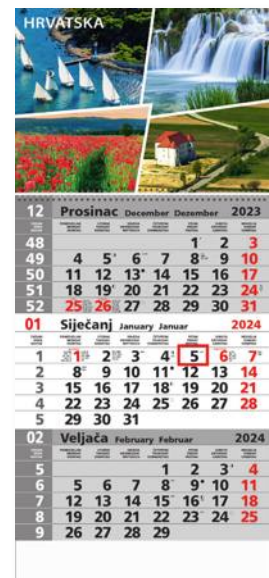 HRVATSKA
12 Prosinac December Dezember 2023
48 1 2 3
49 4 5 6 7 8 9 10
50 11 12 13 14 15 16 17
51 18 19 20 21 22 23 24
52 25 26 27 28 29 30 31
01 Siječanj January Januar 2024
1 1 2 3 4 5 6 7
2 8 9 10 11 12 13 14
3 15 16 17 18 19 20 21
4 22 23 24 25 26 27 28
5 29 30 31
02 Veljača February Februar 2024
5 1 2 3 4
6 5 6 7 8 9 10 11
7 12 13 14 15 16 17 18
8 19 20 21 22 23 24 25
9 26 27 28 29